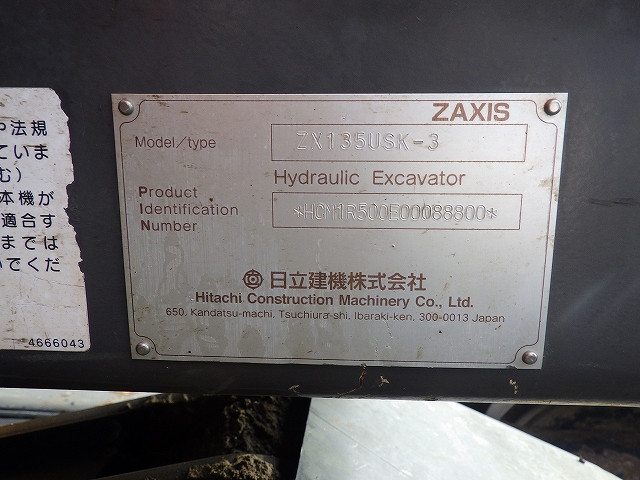 や法規
ていま
む）
本機が
適合す
までは
いでくだ
4666043
ZAXIS
Model/type ZX135USK-3
Hydraulic Excavator
Product
Identification
Number
*HCM1R500E00088800*
日立建機株式会社
Hitachi Construction Machinery Co., Ltd.
650, Kandatsu-machi, Tsuchiura-shi, Ibaraki-ken, 300-0013 Japan